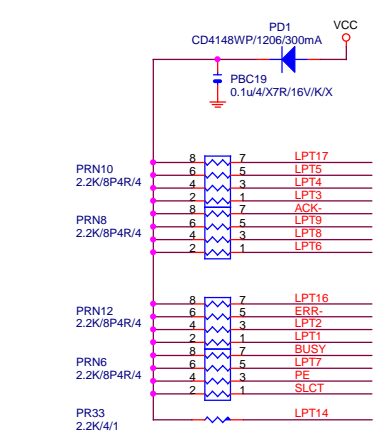 PD1
VCC
CD4148WP/1206/300mA
PBC19
0.1u/4/X7R/16V/K/X
PRN10
2.2K/8P4R/4
8 7 LPT17
6 5 LPT5
4 3 LPT4
2 1 LPT3
PRN8
2.2K/8P4R/4
8 7 ACK-
6 5 LPT9
4 3 LPT8
2 1 LPT6
PRN12
2.2K/8P4R/4
8 7 LPT16
6 5 ERR-
4 3 LPT2
2 1 LPT1
PRN6
2.2K/8P4R/4
8 7 BUSY
6 5 LPT7
4 3 PE
2 1 SLCT
PR33
2.2K/4/1
LPT14